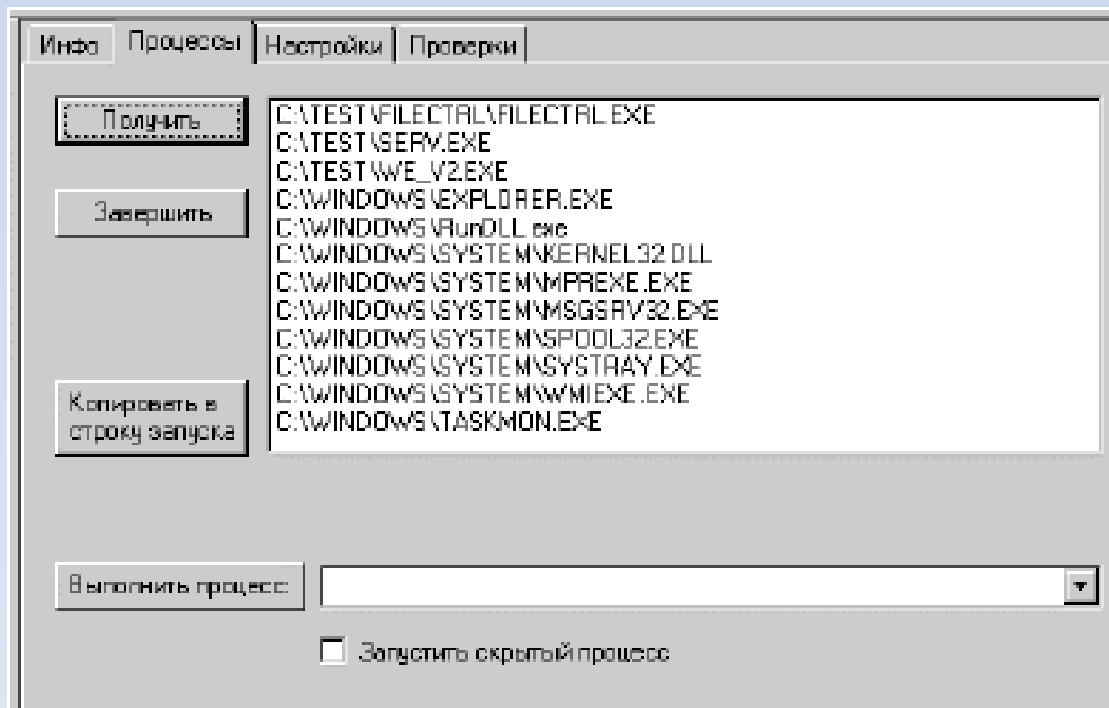 Инфо
Процессы
Настройки
Проверки
Получить
C:\TEST\FILECTRL\FILECTRL.EXE
C:\TEST\SERV.EXE
C:\TEST\WE_V2.EXE
Завершить
C:\WINDOWS\EXPLORER.EXE
C:\WINDOWS\RunDLL.exe
C:\WINDOWS\SYSTEM\KERNEL32.DLL
C:\WINDOWS\SYSTEM\MPREXE.EXE
C:\WINDOWS\SYSTEM\MSGSRV32.EXE
C:\WINDOWS\SYSTEM\SPOOL32.EXE
C:\WINDOWS\SYSTEM\SYSTRAY.EXE
C:\WINDOWS\SYSTEM\WMIEXE.EXE
C:\WINDOWS\TASKMON.EXE
Копировать в
строку запуска
Выполнить процесс:
Запустить скрытый процесс